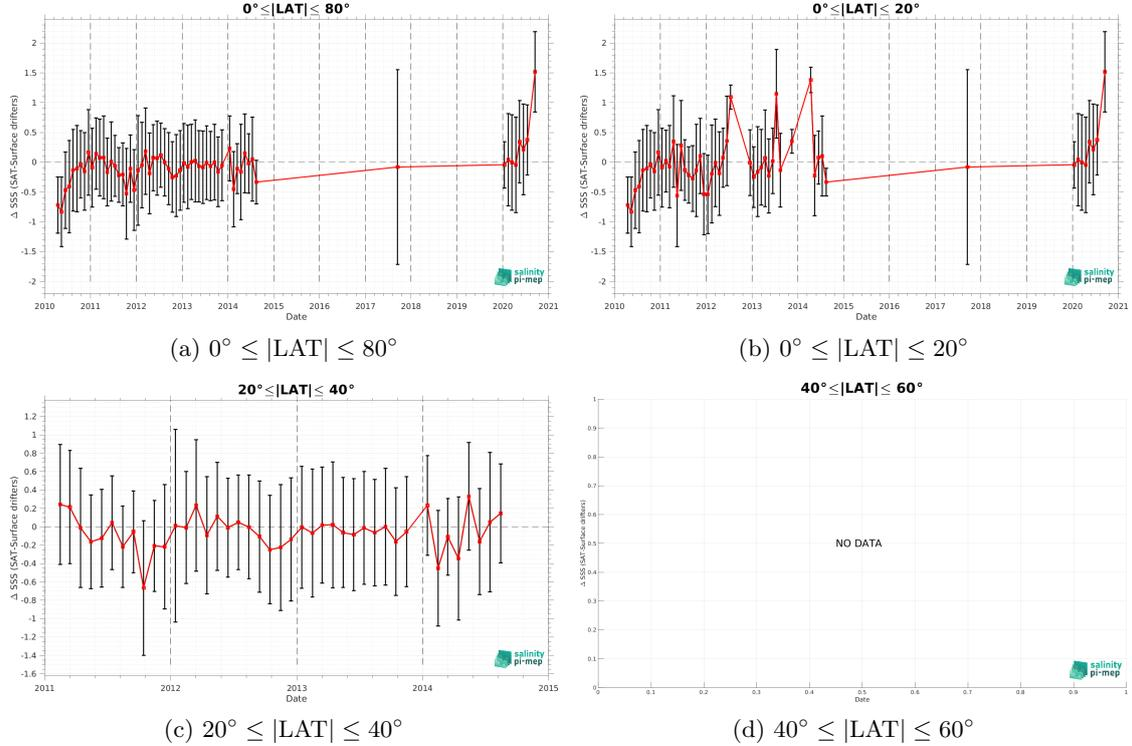 0°≤|LAT|≤ 80°
Δ SSS (SAT-Surface drifters)
2
1.5
1
0.5
0
-0.5
-1
-1.5
-2
2010 2011 2012 2013 2014 2015 2016 2017 2018 2019 2020 2021
Date
salinity
pi-mep
(a) 0° ≤ |LAT| ≤ 80°
0°≤|LAT|≤ 20°
Δ SSS (SAT-Surface drifters)
2
1.5
1
0.5
0
-0.5
-1
-1.5
-2
2010 2011 2012 2013 2014 2015 2016 2017 2018 2019 2020 2021
Date
salinity
pi-mep
(b) 0° ≤ |LAT| ≤ 20°
20°≤|LAT|≤ 40°
Δ SSS (SAT-Surface drifters)
1.2
1
0.8
0.6
0.4
0.2
0
-0.2
-0.4
-0.6
-0.8
-1
-1.2
-1.4
-1.6
2011 2012 2013 2014 2015
Date
salinity
pi-mep
(c) 20° ≤ |LAT| ≤ 40°
40°≤|LAT|≤ 60°
Δ SSS (SAT-Surface drifters)
1
0.9
0.8
0.7
0.6
0.5
0.4
0.3
0.2
0.1
0
NO DATA
0 0.1 0.2 0.3 0.4 0.5 0.6 0.7 0.8 0.9 1
Date
salinity
pi-mep
(d) 40° ≤ |LAT| ≤ 60°